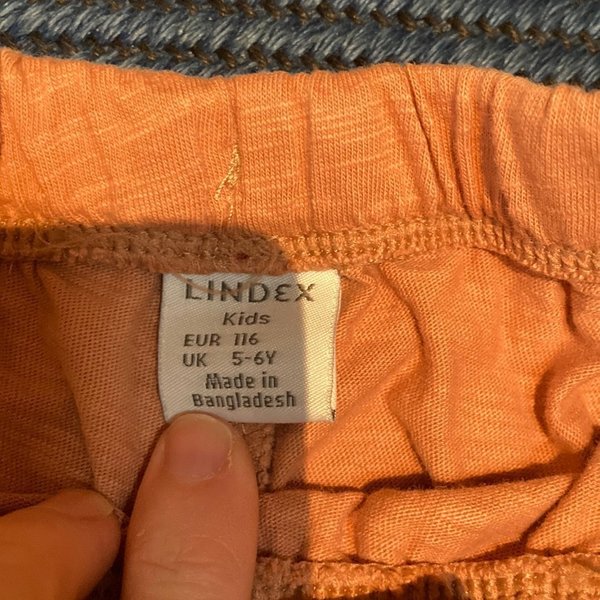 LINDEX
Kids
EUR 116
UK 5-6Y
Made in
Bangladesh